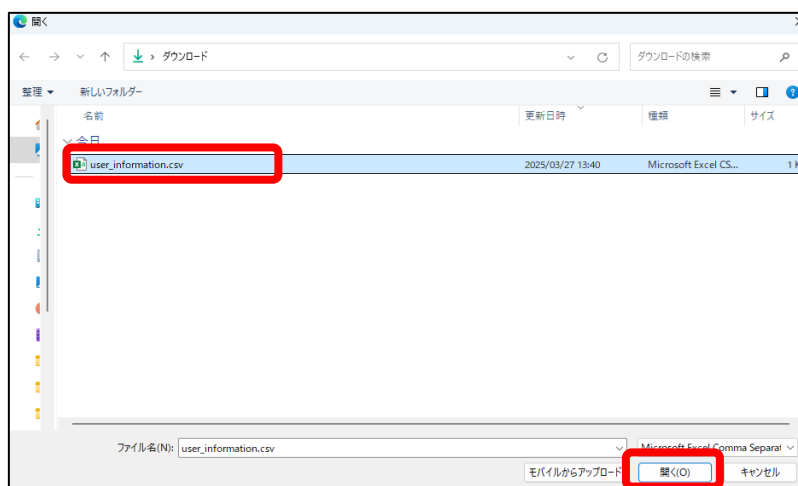 開く
ダウンロード
ダウンロードの検索
整理 新しいフォルダー
名前 更新日時 種類 サイズ
今日
user_information.csv 2025/03/27 13:40 Microsoft Excel CS... 1
ファイル名(N): user_information.csv Microsoft Excel Comma Separat
モバイルからアップロード 開く(O) キャンセル